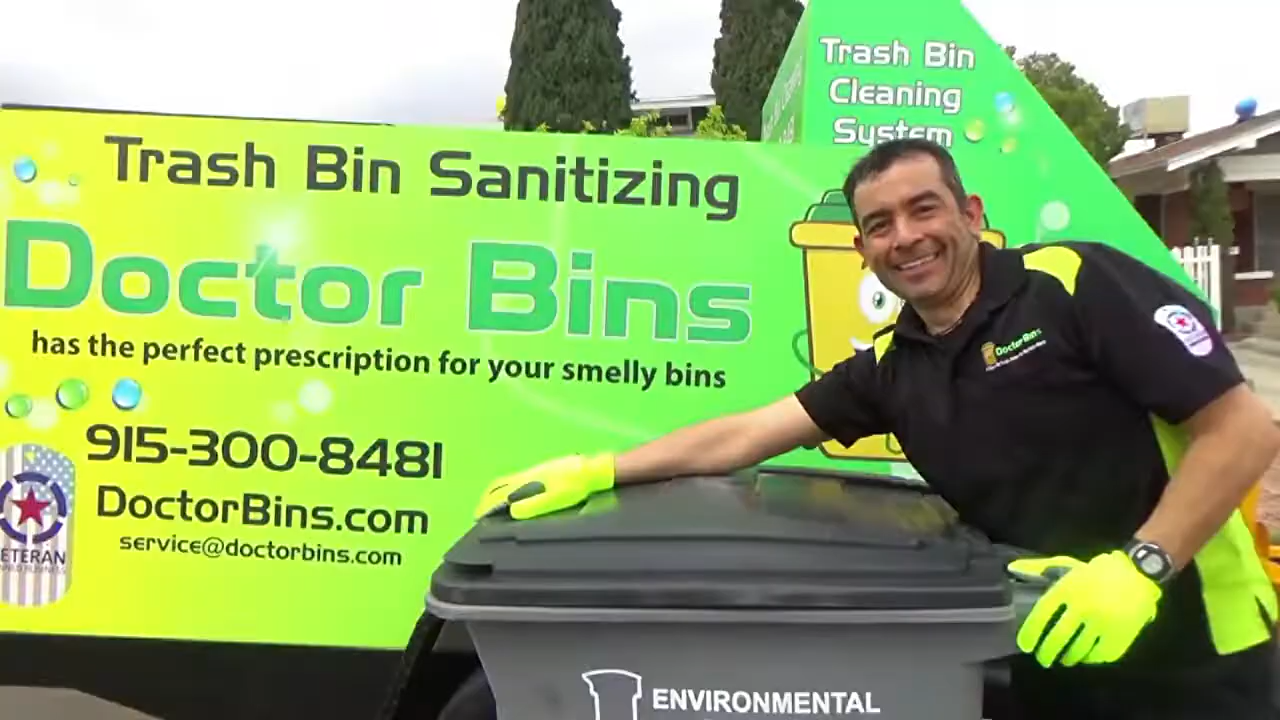 Trash Bin
Cleaning
System
Trash Bin Sanitizing
Doctor Bins
has the perfect prescription for your smelly bins
915-300-8481
DoctorBins.com
service@doctorbins.com
ETERAN
Doctor Bins
ENVIRONMENTAL